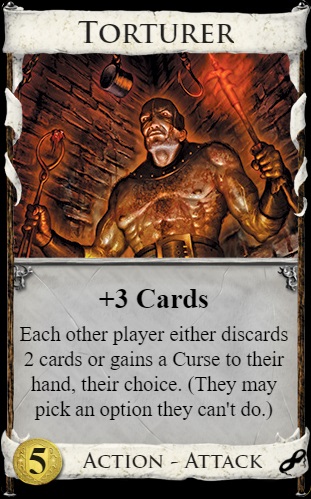 TORTURER
+3 Cards
Each other player either discards
2 cards or gains a Curse to their
hand, their choice. (They may
pick an option they can't do.)
5
ACTION - ATTACK